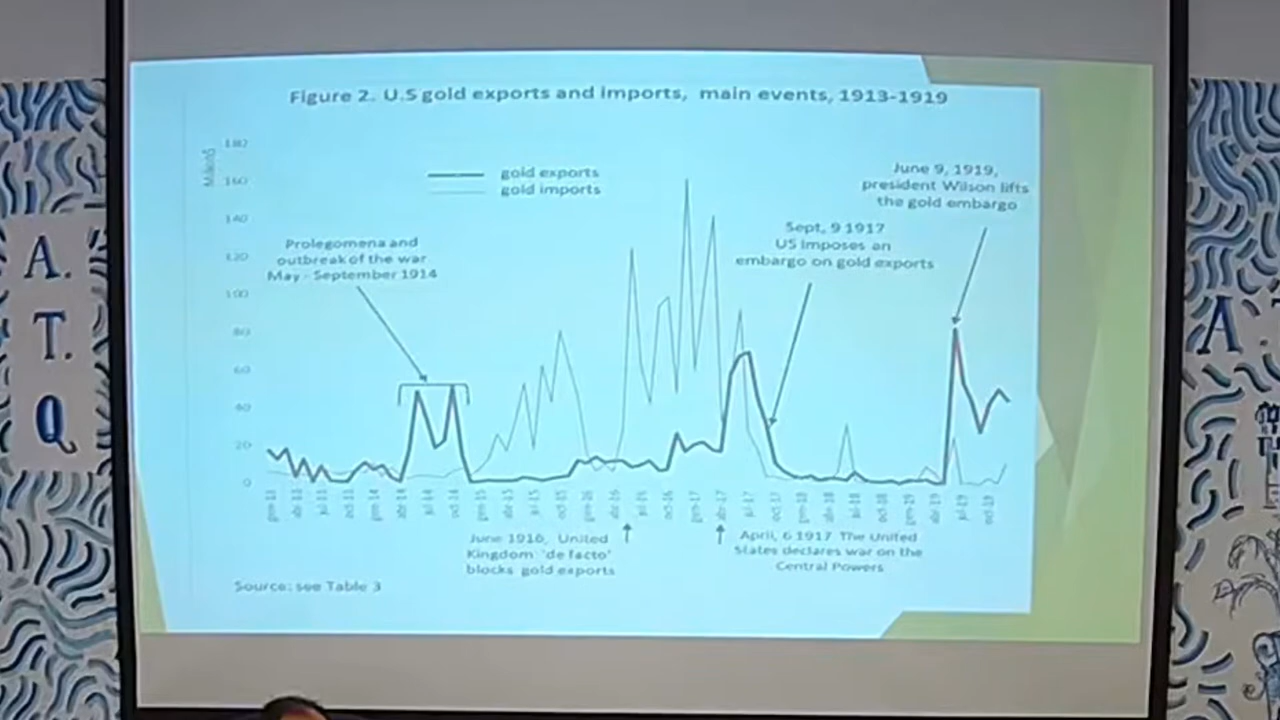 Figure 2. U.S gold exports and imports, main events, 1913-1919
180
160
140
120
100
80
60
40
20
0
gold exports
gold imports
Prolegomena and
outbreak of the war
May - September 1914
Sept, 9 1917
US imposes an
embargo on gold exports
June 9, 1919,
president Wilson lifts
the gold embargo
June 1916, United
Kingdom 'de facto'
blocks gold exports
April, 6 1917 The United
States declares war on the
Central Powers
Source: see Table 3
A.
T.
Q
A.